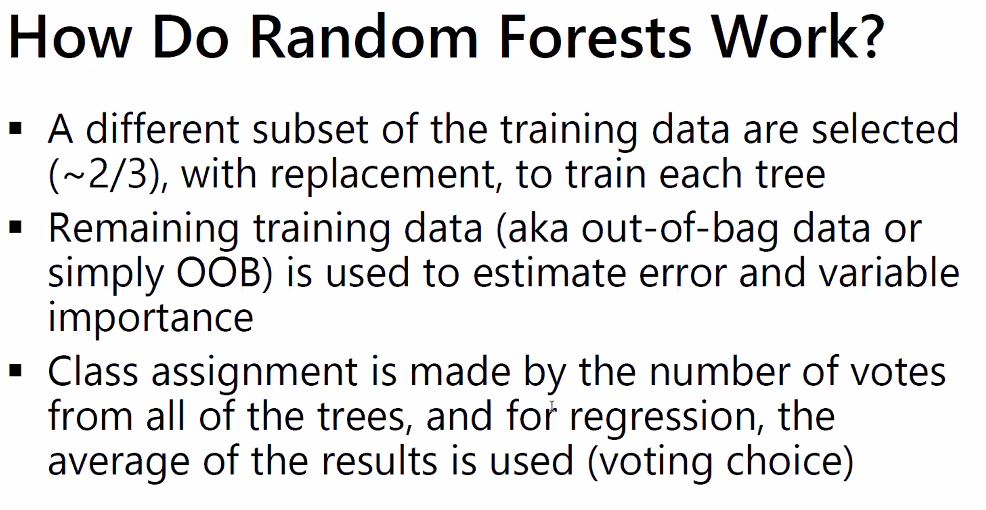 How Do Random Forests Work?
▪ A different subset of the training data are selected
(~2/3), with replacement, to train each tree
▪ Remaining training data (aka out-of-bag data or
simply OOB) is used to estimate error and variable
importance
▪ Class assignment is made by the number of votes
from all of the trees, and for regression, the
average of the results is used (voting choice)